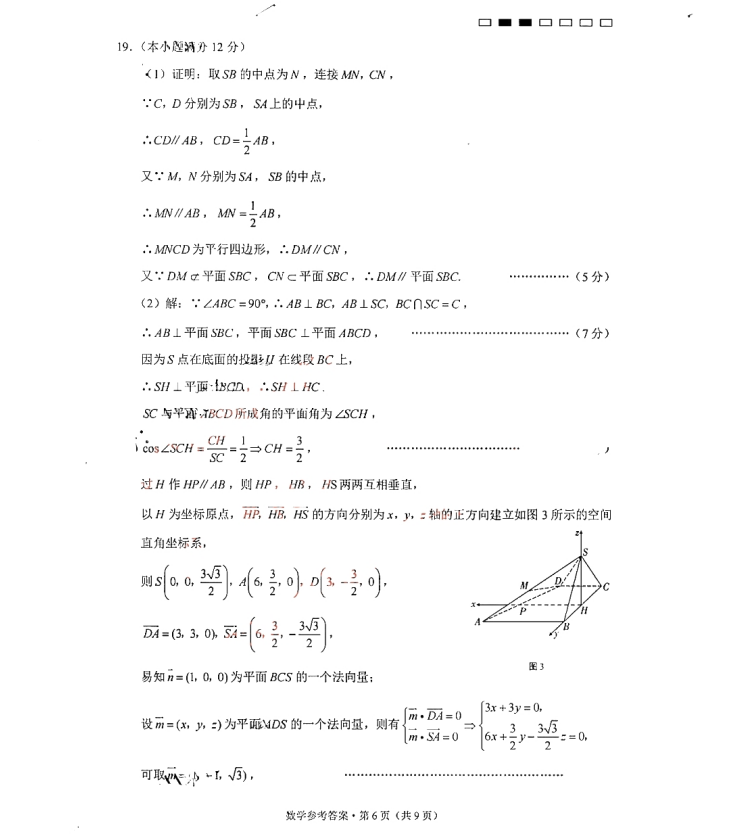 19.（本小题满分 12 分）
（1）证明：取 SB 的中点为 N，连接 MN，CN，
∵C，D 分别为 SB，SA 上的中点，
∴CD∥AB，CD=1/2 AB，
又∵M，N 分别为 SA，SB 的中点，
∴MN∥AB，MN=1/2 AB，
∴MNCD 为平行四边形，∴DM∥CN，
又∵DM⊄平面 SBC，CN⊂平面 SBC，∴DM∥平面 SBC. ……………（5 分）
（2）解：∵∠ABC=90°，∴AB⊥BC，AB⊥SC，BC∩SC=C，
∴AB⊥平面 SBC，平面 SBC⊥平面 ABCD， ……………………………（7 分）
因为 S 点在底面的投影 H 在线段 BC 上，
∴SH⊥平面 ABCD，∴SH⊥HC.
SC 与平面 ABCD 所成角的平面角为∠SCH，
cos∠SCH=CH/SC=1/2⇒CH=3/2， ……………………………）
过 H 作 HP∥AB，则 HP，HB，HS 两两互相垂直，
以 H 为坐标原点，HP，HB，HS 的方向分别为 x，y，z 轴的正方向建立如图 3 所示的空间
直角坐标系，
则 S(0, 0, 3√3/2)，A(6, 3/2, 0)，D(3, -3/2, 0)，
DA=(3, 3, 0)，SA=(6, 3/2, -3√3/2)，
易知 n=(1, 0, 0)为平面 BCS 的一个法向量；
z
S
M
D
C
x
P
H
A
B
y
图 3
设 m=(x, y, z)为平面 ADS 的一个法向量，则有{m·DA=0 m·SA=0⇒{3x+3y=0, 6x+3/2 y-3√3/2 z=0,
可取 m= -1, √3)， ……………………………………
数学参考答案·第 6 页（共 9 页）